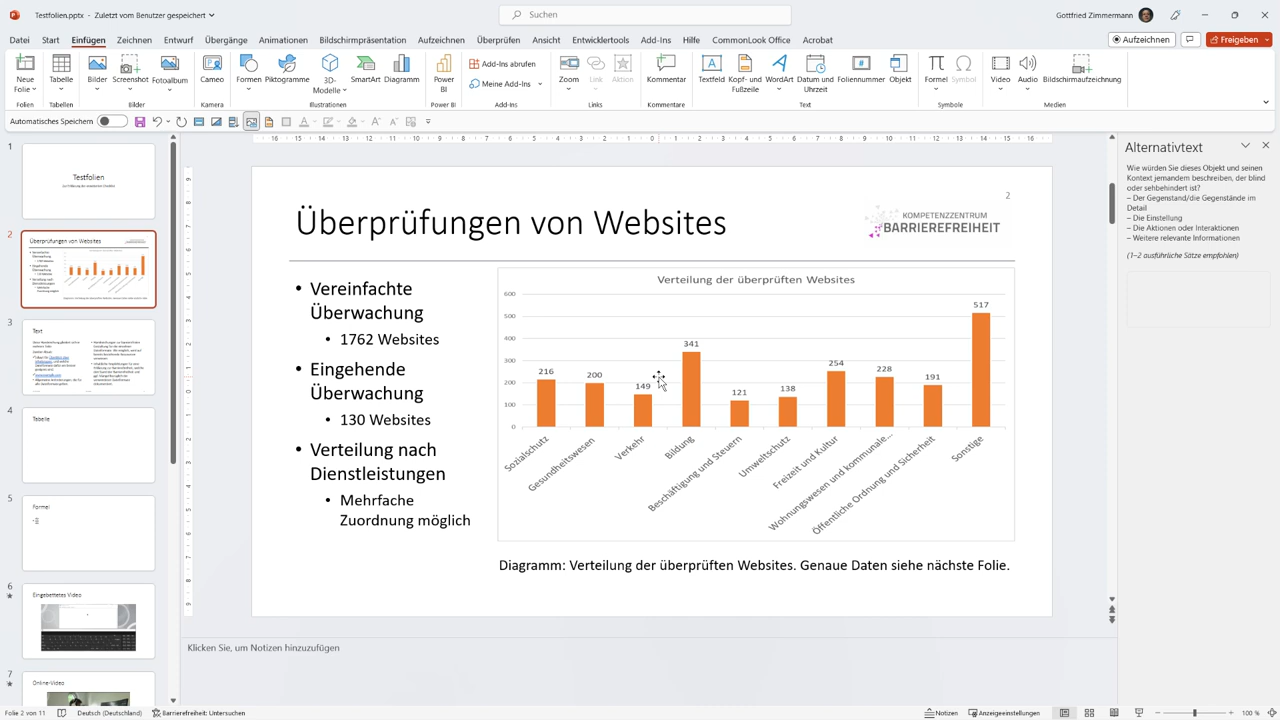 Testfolien.pptx - Zuletzt vom Benutzer gespeichert
Suchen
Gottfried Zimmermann
Datei Start Einfügen Zeichnen Entwurf Übergänge Animationen Bildschirmpräsentation Aufzeichnen Überprüfen Ansicht Entwicklertools Add-Ins Hilfe CommonLook Office Acrobat
Aufzeichnen
Freigeben
Neue Folie
Tabelle
Bilder
Screenshot
Fotoalbum
Cameo
Formen
Piktogramme
3D-Modelle
SmartArt
Diagramm
Power BI
Add-Ins abrufen
Meine Add-Ins
Zoom
Link
Aktion
Kommentar
Textfeld
Kopf- und Fußzeile
WordArt
Datum und Uhrzeit
Foliennummer
Objekt
Formel
Symbol
Video
Audio
Bildschirmaufzeichnung
Folien
Tabellen
Bilder
Kamera
Illustrationen
Power BI
Add-Ins
Links
Kommentare
Text
Symbole
Medien
Automatisches Speichern
1
Testfolien
2
Überprüfungen von Websites
3
Text
4
Tabelle
5
Formel
6
Eingebettetes Video
7
Online-Video
2
Überprüfungen von Websites
KOMPETENZZENTRUM
BARRIEREFREIHEIT
• Vereinfachte
Überwachung
• 1762 Websites
• Eingehende
Überwachung
• 130 Websites
• Verteilung nach
Dienstleistungen
• Mehrfache
Zuordnung möglich
Verteilung der überprüften Websites
600
500
400
300
200
100
0
216
200
149
341
121
138
254
228
191
517
Sozialschutz
Gesundheitswesen
Verkehr
Bildung
Beschäftigung und Steuern
Umweltschutz
Freizeit und Kultur
Wohnungswesen und kommunale...
Öffentliche Ordnung und Sicherheit
Sonstige
Diagramm: Verteilung der überprüften Websites. Genaue Daten siehe nächste Folie.
Klicken Sie, um Notizen hinzuzufügen
Alternativtext
Wie würden Sie dieses Objekt und seinen
Kontext jemandem beschreiben, der blind
oder sehbehindert ist?
– Der Gegenstand/die Gegenstände im
Detail
– Die Einstellung
– Die Aktionen oder Interaktionen
– Weitere relevante Informationen
(1–2 ausführliche Sätze empfohlen)
Folie 2 von 11
Deutsch (Deutschland)
Barrierefreiheit: Untersuchen
Notizen
Anzeigeeinstellungen
100 %